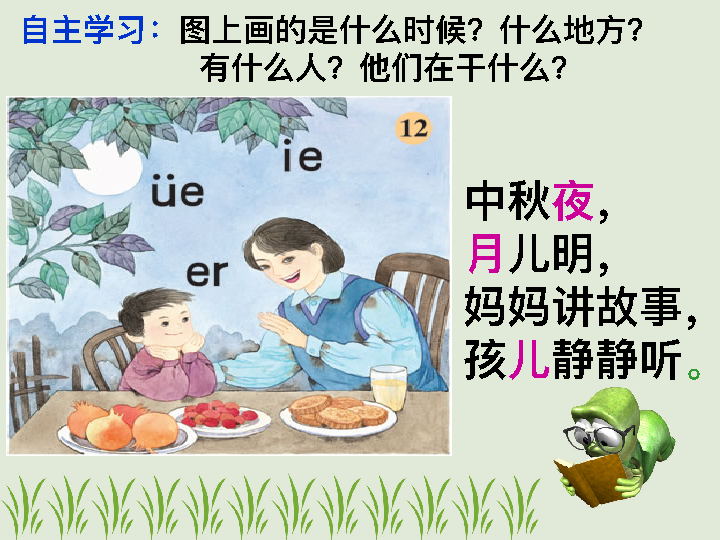 自主学习：图上画的是什么时候？什么地方？
有什么人？他们在干什么？
12
ie
üe
er
中秋夜，
月儿明，
妈妈讲故事，
孩儿静静听。